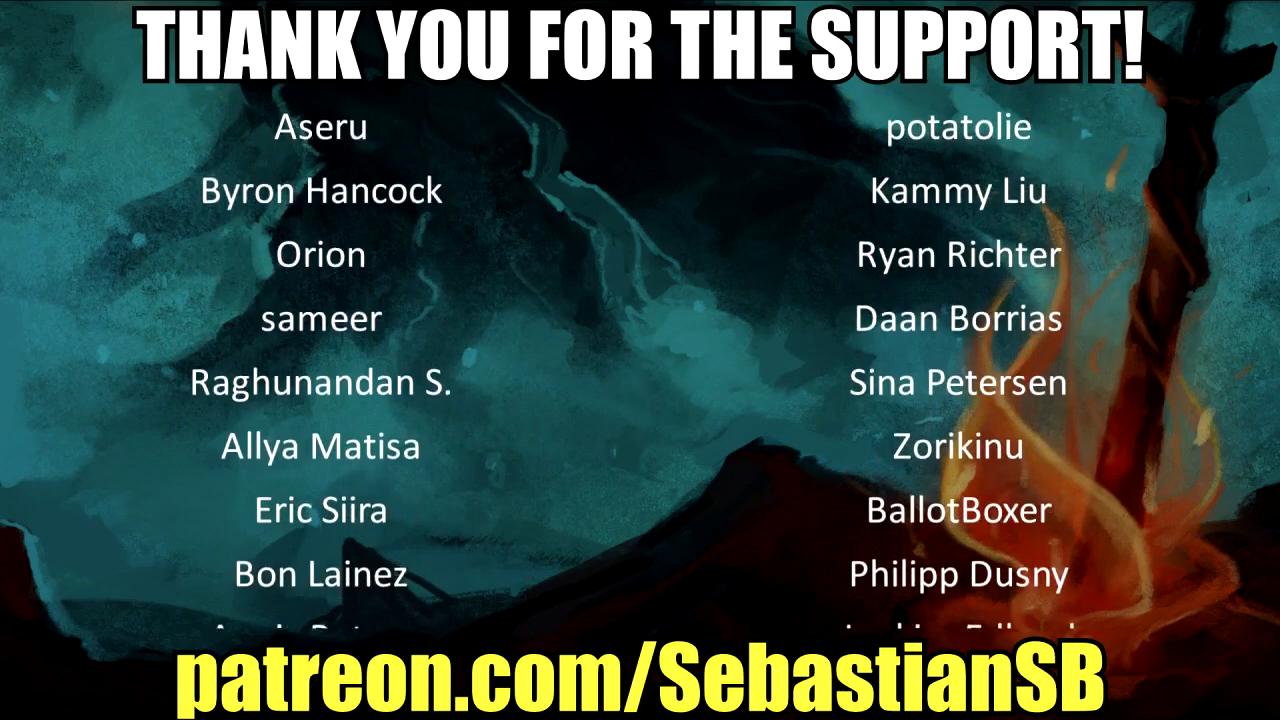 THANK YOU FOR THE SUPPORT!
Aseru
potatolie
Byron Hancock
Kammy Liu
Orion
Ryan Richter
sameer
Daan Borrias
Raghunandan S.
Sina Petersen
Allya Matisa
Zorikinu
Eric Siira
BallotBoxer
Bon Lainez
Philipp Dusny
patreon.com/SebastianSB